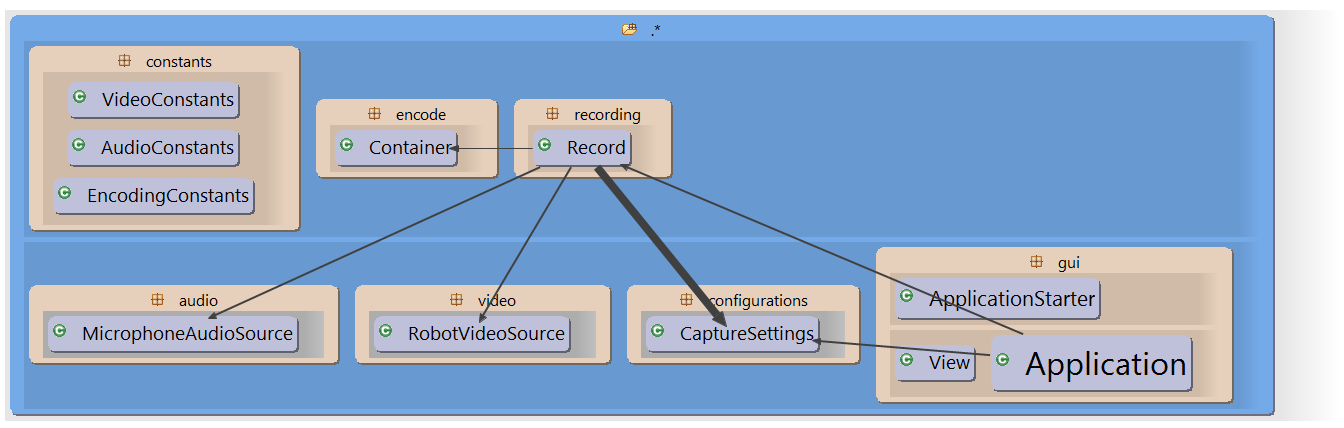 .*
constants
VideoConstants
AudioConstants
EncodingConstants
encode
Container
recording
Record
audio
MicrophoneAudioSource
video
RobotVideoSource
configurations
CaptureSettings
gui
ApplicationStarter
View
Application